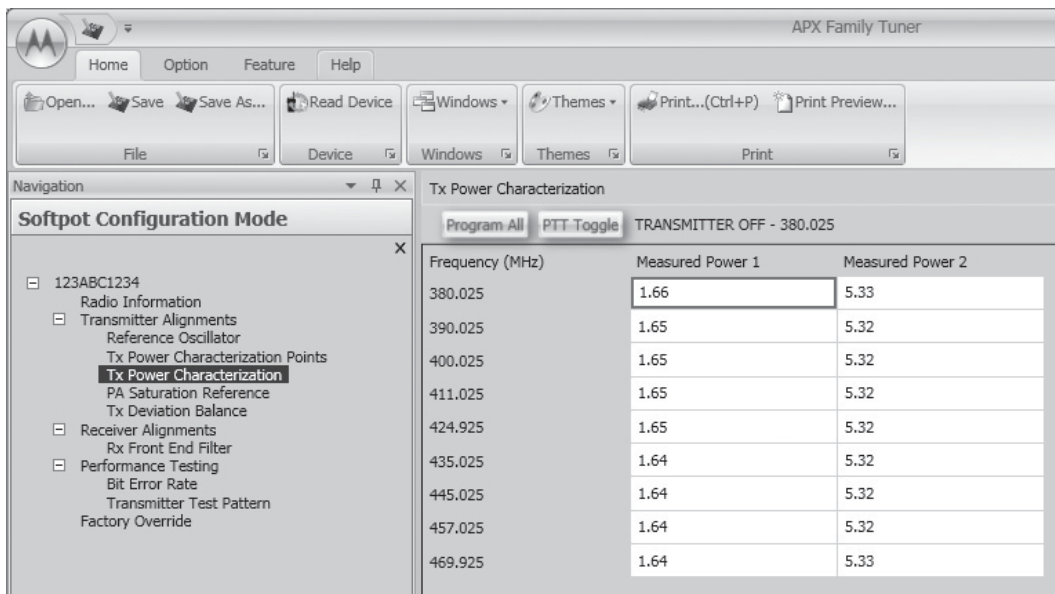 APX Family Tuner
Home Option Feature Help
Open... Save Save As... Read Device Windows Themes Print...(Ctrl+P) Print Preview...
File Device Windows Themes Print
Navigation
Softpot Configuration Mode
123ABC1234
Radio Information
Transmitter Alignments
Reference Oscillator
Tx Power Characterization Points
Tx Power Characterization
PA Saturation Reference
Tx Deviation Balance
Receiver Alignments
Rx Front End Filter
Performance Testing
Bit Error Rate
Transmitter Test Pattern
Factory Override
Tx Power Characterization
Program All PTT Toggle TRANSMITTER OFF - 380.025
Frequency (MHz) Measured Power 1 Measured Power 2
380.025 1.66 5.33
390.025 1.65 5.32
400.025 1.65 5.32
411.025 1.65 5.32
424.925 1.65 5.32
435.025 1.64 5.32
445.025 1.64 5.32
457.025 1.64 5.32
469.925 1.64 5.33